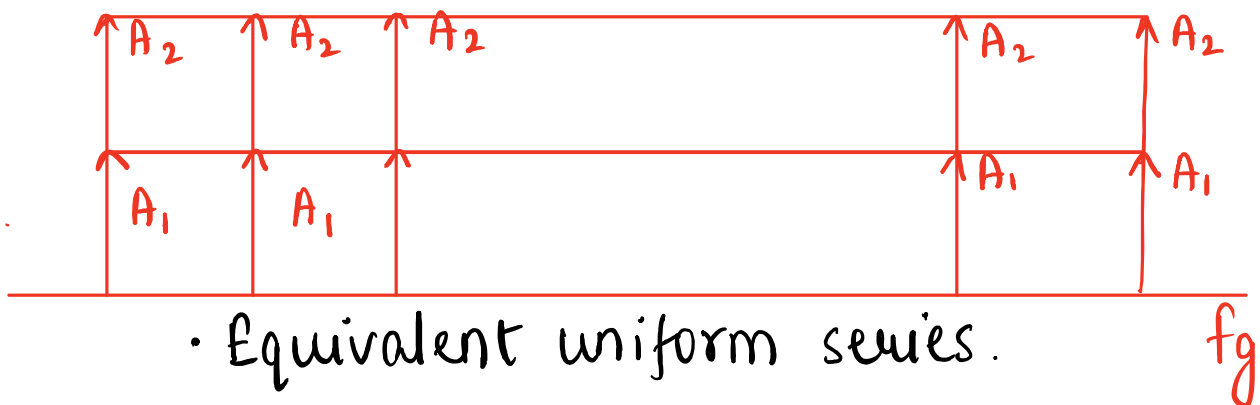 A₂ A₂ A₂ A₂ A₂
A₁ A₁ A₁ A₁
· Equivalent uniform series.
fg